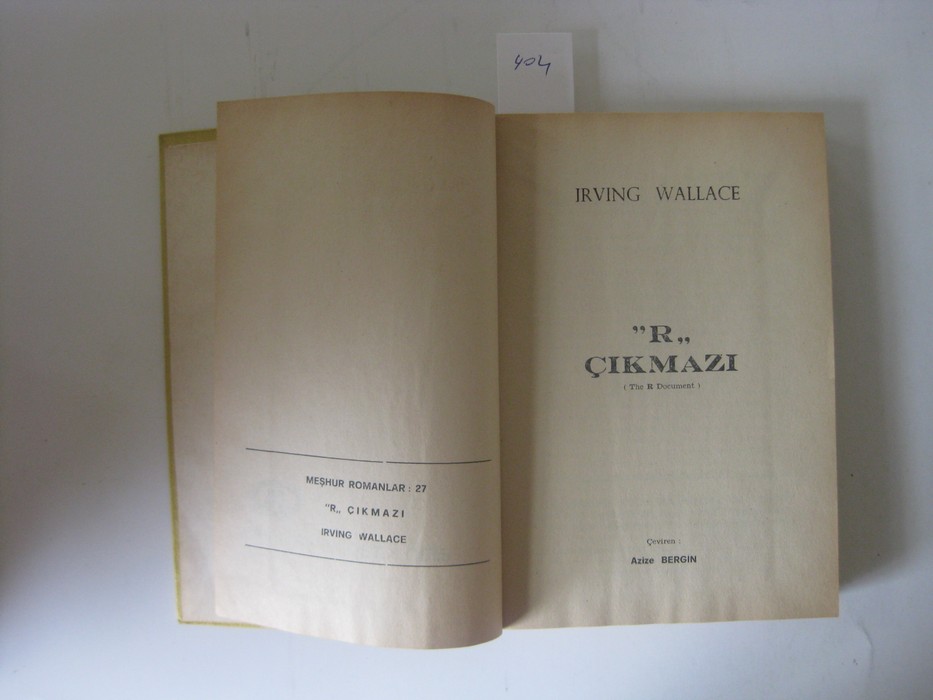 404
MEŞHUR ROMANLAR : 27
"R„ ÇIKMAZI
IRVING WALLACE
IRVING WALLACE
”R„
ÇIKMAZI
( The R Document )
Çeviren :
Azize BERGİN